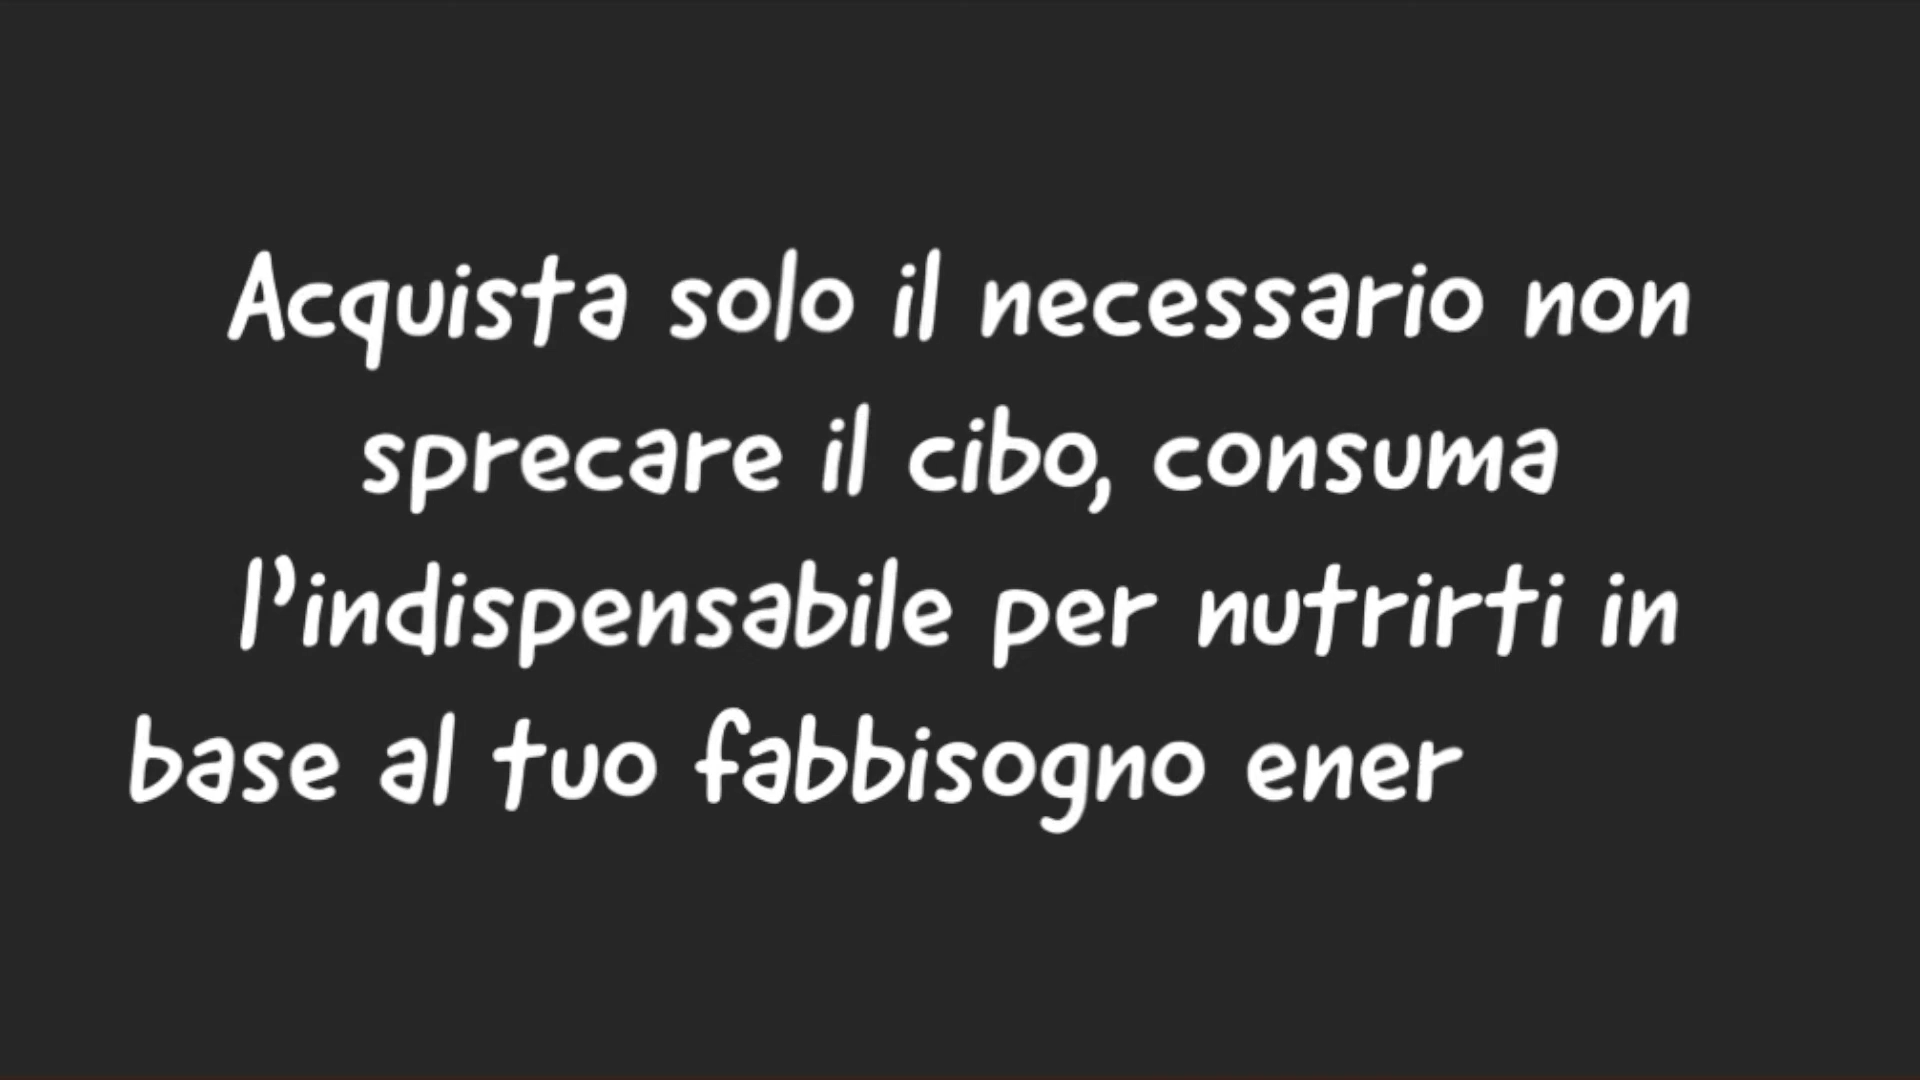 Acquista solo il necessario non
sprecare il cibo, consuma
l’indispensabile per nutrirti in
base al tuo fabbisogno ener